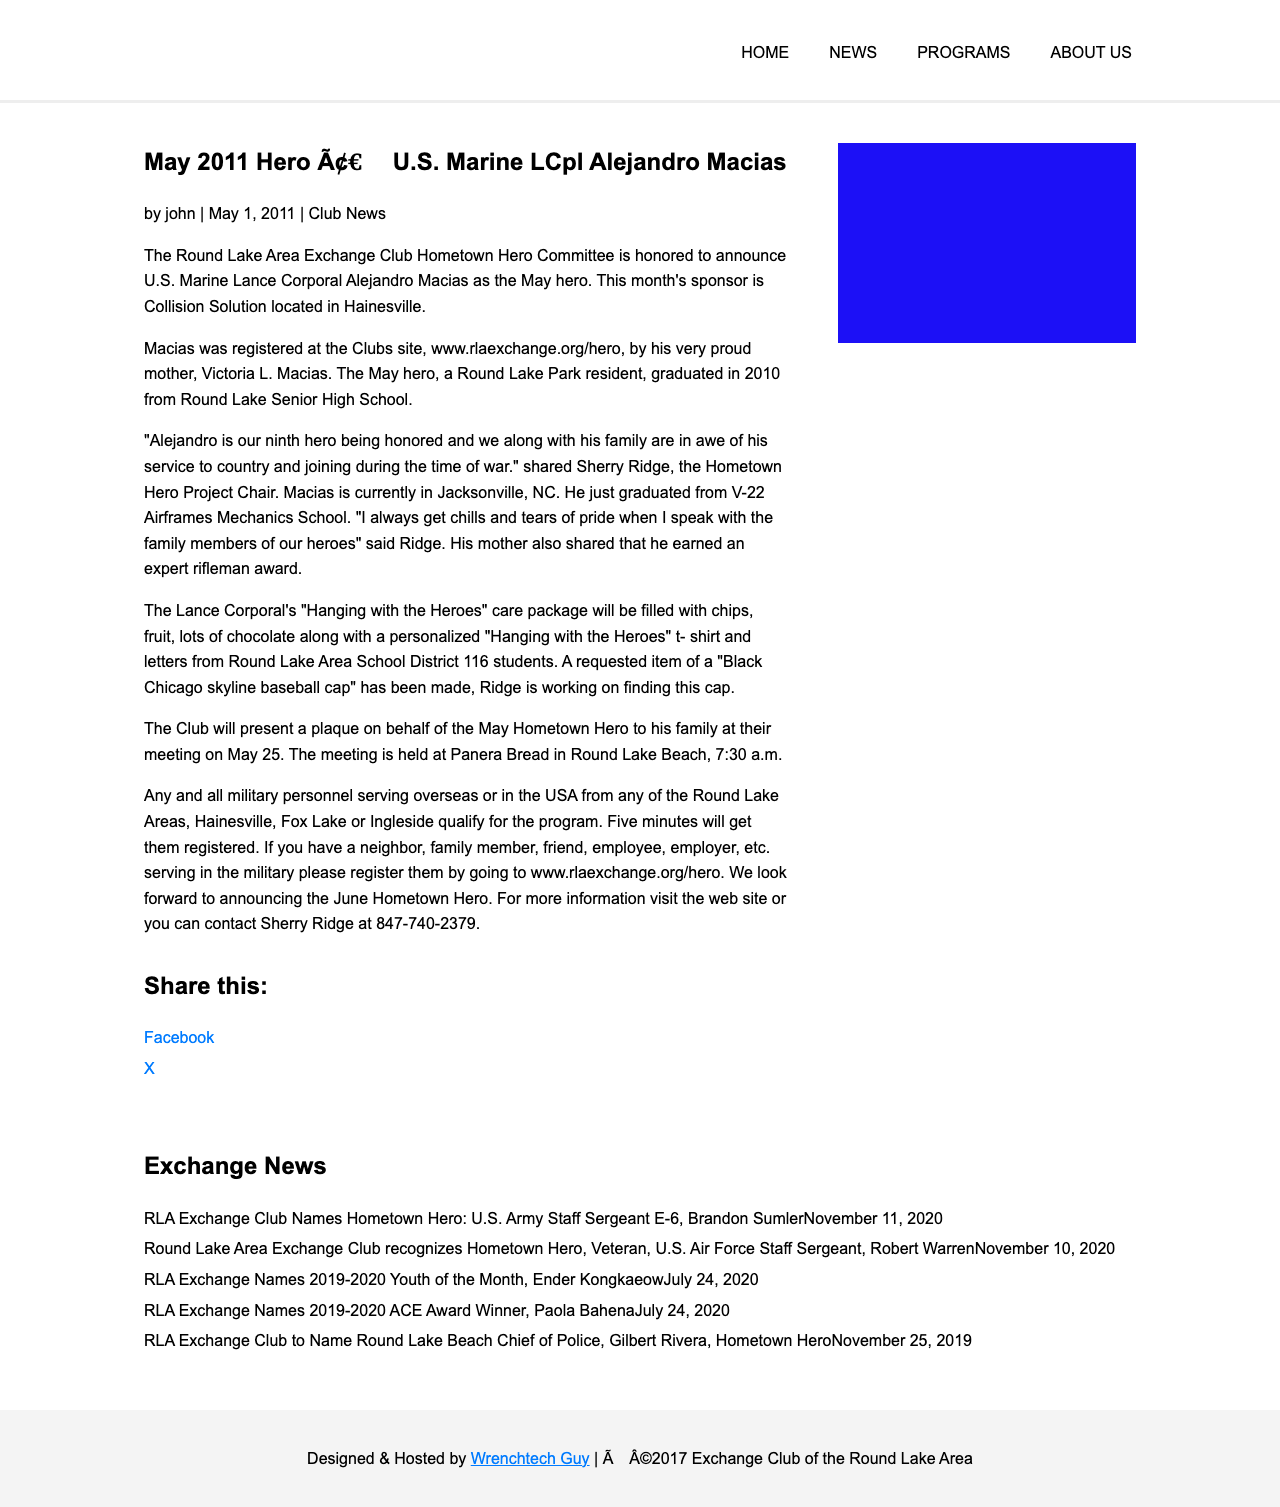 HOME NEWS PROGRAMS ABOUT US
May 2011 Hero Ã¢€ U.S. Marine LCpl Alejandro Macias
by john | May 1, 2011 | Club News
The Round Lake Area Exchange Club Hometown Hero Committee is honored to announce
U.S. Marine Lance Corporal Alejandro Macias as the May hero. This month's sponsor is
Collision Solution located in Hainesville.
Macias was registered at the Clubs site, www.rlaexchange.org/hero, by his very proud
mother, Victoria L. Macias. The May hero, a Round Lake Park resident, graduated in 2010
from Round Lake Senior High School.
"Alejandro is our ninth hero being honored and we along with his family are in awe of his
service to country and joining during the time of war." shared Sherry Ridge, the Hometown
Hero Project Chair. Macias is currently in Jacksonville, NC. He just graduated from V-22
Airframes Mechanics School. "I always get chills and tears of pride when I speak with the
family members of our heroes" said Ridge. His mother also shared that he earned an
expert rifleman award.
The Lance Corporal's "Hanging with the Heroes" care package will be filled with chips,
fruit, lots of chocolate along with a personalized "Hanging with the Heroes" t- shirt and
letters from Round Lake Area School District 116 students. A requested item of a "Black
Chicago skyline baseball cap" has been made, Ridge is working on finding this cap.
The Club will present a plaque on behalf of the May Hometown Hero to his family at their
meeting on May 25. The meeting is held at Panera Bread in Round Lake Beach, 7:30 a.m.
Any and all military personnel serving overseas or in the USA from any of the Round Lake
Areas, Hainesville, Fox Lake or Ingleside qualify for the program. Five minutes will get
them registered. If you have a neighbor, family member, friend, employee, employer, etc.
serving in the military please register them by going to www.rlaexchange.org/hero. We look
forward to announcing the June Hometown Hero. For more information visit the web site or
you can contact Sherry Ridge at 847-740-2379.
Share this:
Facebook
X
Exchange News
RLA Exchange Club Names Hometown Hero: U.S. Army Staff Sergeant E-6, Brandon SumlerNovember 11, 2020
Round Lake Area Exchange Club recognizes Hometown Hero, Veteran, U.S. Air Force Staff Sergeant, Robert WarrenNovember 10, 2020
RLA Exchange Names 2019-2020 Youth of the Month, Ender KongkaeowJuly 24, 2020
RLA Exchange Names 2019-2020 ACE Award Winner, Paola BahenaJuly 24, 2020
RLA Exchange Club to Name Round Lake Beach Chief of Police, Gilbert Rivera, Hometown HeroNovember 25, 2019
Designed & Hosted by Wrenchtech Guy | Ã Â©2017 Exchange Club of the Round Lake Area